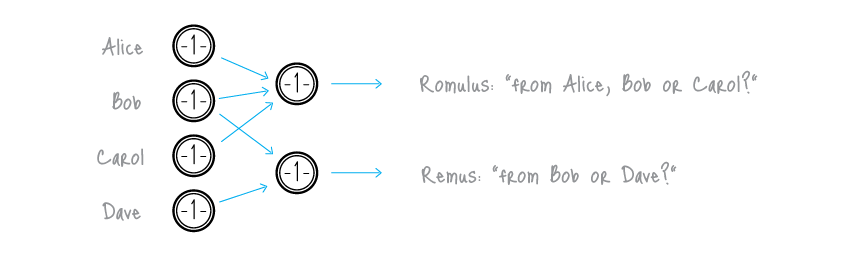 Alice -1-
-1- Romulus: "from Alice, Bob or Carol?"
Bob -1-
Carol -1-
-1- Remus: "from Bob or Dave?"
Dave -1-